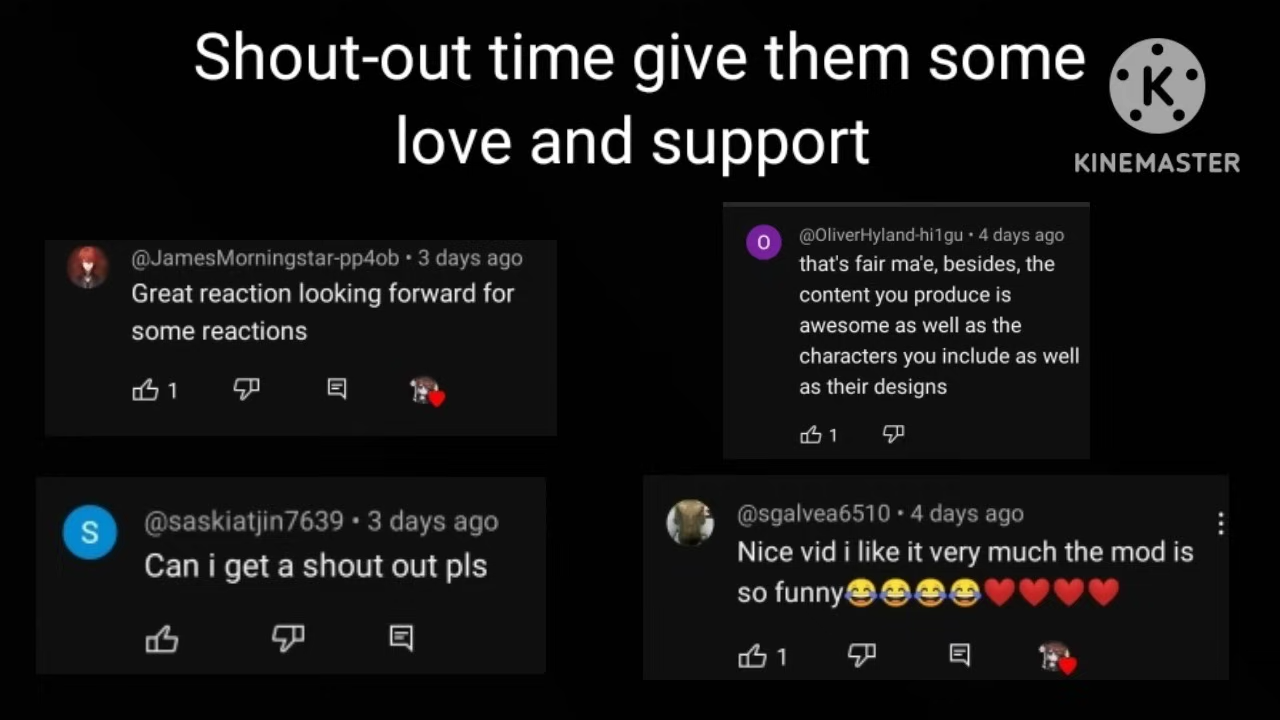 Shout-out time give them some
love and support
K
KINEMASTER
@JamesMorningstar-pp4ob • 3 days ago
Great reaction looking forward for
some reactions
1
O
@OliverHyland-hi1gu • 4 days ago
that's fair ma'e, besides, the
content you produce is
awesome as well as the
characters you include as well
as their designs
1
S
@saskiatjin7639 • 3 days ago
Can i get a shout out pls
@sgalvea6510 • 4 days ago
Nice vid i like it very much the mod is
so funny😂😂😂😂❤️❤️❤️❤️
1